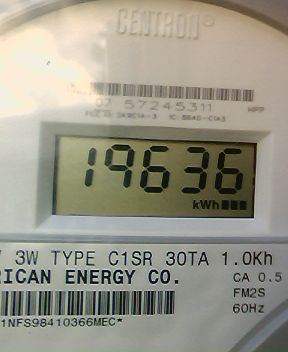 CENTRON®
07 57245311
19636
kWh
3W TYPE C1SR 30TA 1.0Kh
RICAN ENERGY CO.
CA 0.5
FM2S
60Hz
1NFS98410366MEC*